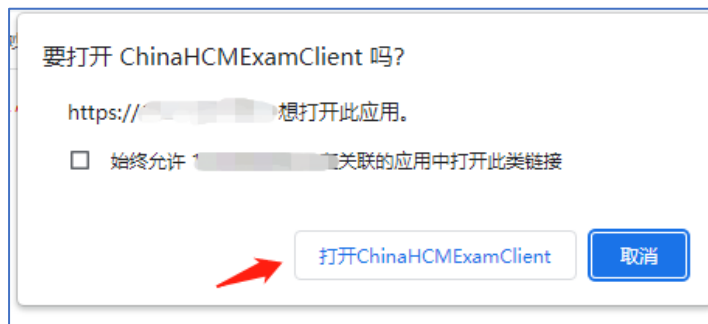 要打开 ChinaHCMExamClient 吗?
https:// 想打开此应用。
始终允许 关联的应用中打开此类链接
打开ChinaHCMExamClient
取消